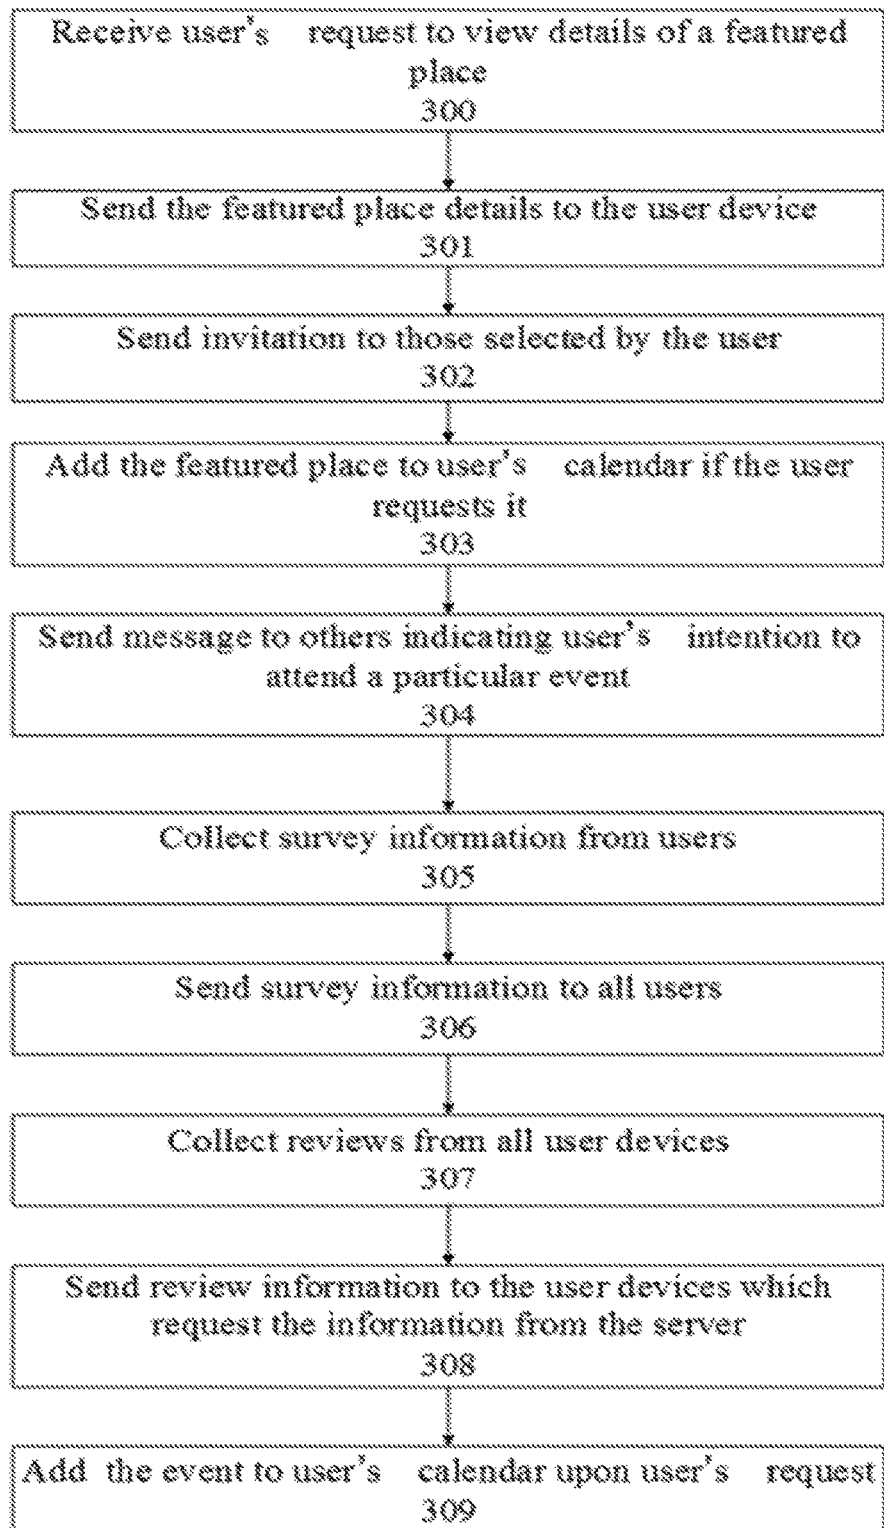 Receive user's request to view details of a featured
place
300
Send the featured place details to the user device
301
Send invitation to those selected by the user
302
Add the featured place to user's calendar if the user
requests it
303
Send message to others indicating user's intention to
attend a particular event
304
Collect survey information from users
305
Send survey information to all users
306
Collect reviews from all user devices
307
Send review information to the user devices which
request the information from the server
308
Add the event to user's calendar upon user's request
309